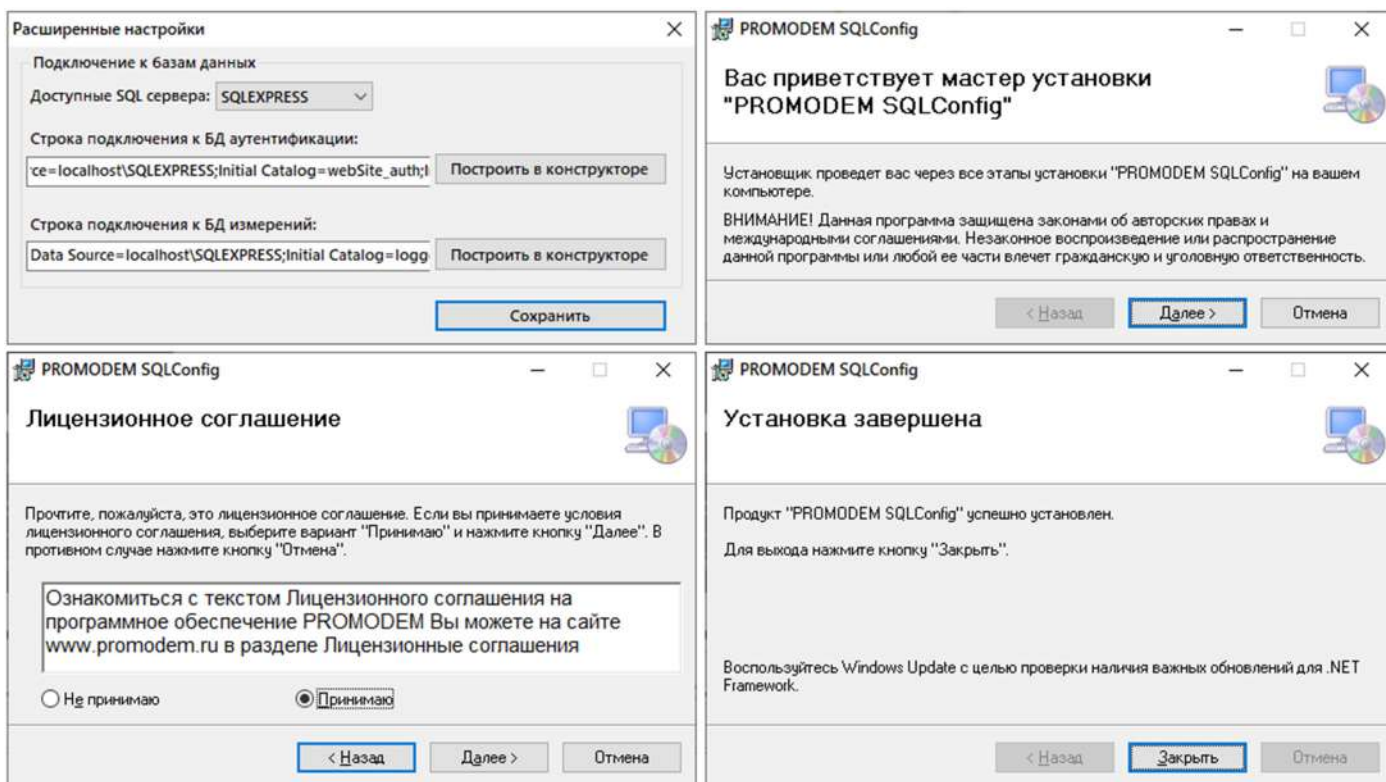 Расширенные настройки
Подключение к базам данных
Доступные SQL сервера: SQLEXPRESS
Строка подключения к БД аутентификации:
rce=localhost\SQLEXPRESS;Initial Catalog=webSite_auth;I Построить в конструкторе
Строка подключения к БД измерений:
Data Source=localhost\SQLEXPRESS;Initial Catalog=logg Построить в конструкторе
Сохранить
PROMODEM SQLConfig
Вас приветствует мастер установки
"PROMODEM SQLConfig"
Установщик проведет вас через все этапы установки "PROMODEM SQLConfig" на вашем
компьютере.
ВНИМАНИЕ! Данная программа защищена законами об авторских правах и
международными соглашениями. Незаконное воспроизведение или распространение
данной программы или любой ее части влечет гражданскую и уголовную ответственность.
< Назад Далее > Отмена
PROMODEM SQLConfig
Лицензионное соглашение
Прочтите, пожалуйста, это лицензионное соглашение. Если вы принимаете условия
лицензионного соглашения, выберите вариант "Принимаю" и нажмите кнопку "Далее". В
противном случае нажмите кнопку "Отмена".
Ознакомиться с текстом Лицензионного соглашения на
программное обеспечение PROMODEM Вы можете на сайте
www.promodem.ru в разделе Лицензионные соглашения
Не принимаю Принимаю
< Назад Далее > Отмена
PROMODEM SQLConfig
Установка завершена
Продукт "PROMODEM SQLConfig" успешно установлен.
Для выхода нажмите кнопку "Закрыть".
Воспользуйтесь Windows Update с целью проверки наличия важных обновлений для .NET
Framework.
< Назад Закрыть Отмена